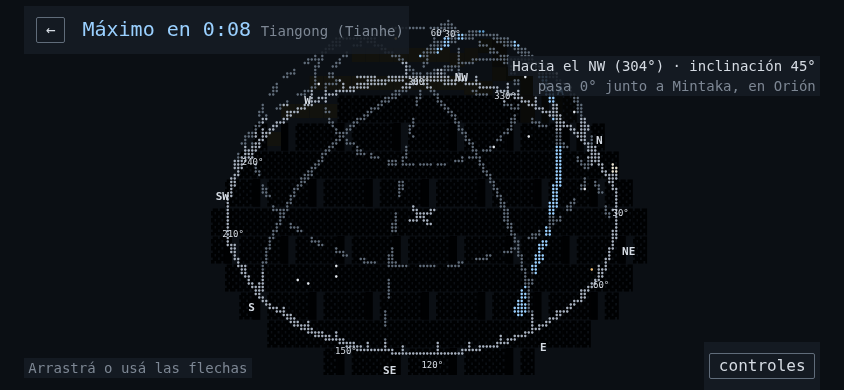 ← Máximo en 0:08 Tiangong (Tianhe)
60° 30°
Hacia el NW (304°) · inclinación 45°
pasa 0° junto a Mintaka, en Orión
300° NW
330°
W
N
240°
SW
30°
210°
NE
60°
S
E
150°
120°
SE
Arrastrá o usá las flechas
controles